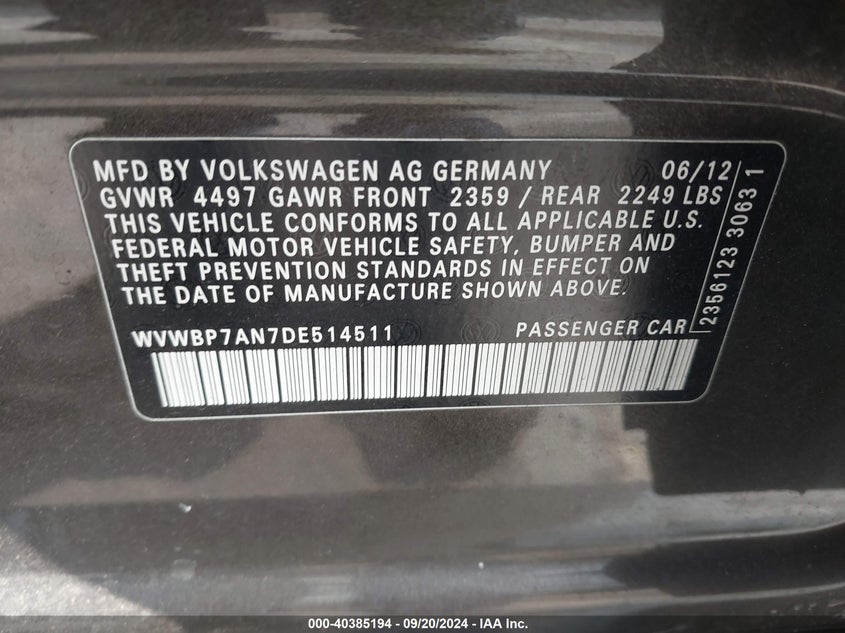 MFD BY VOLKSWAGEN AG GERMANY 06/12
GVWR 4497 GAWR FRONT 2359 / REAR 2249 LBS
THIS VEHICLE CONFORMS TO ALL APPLICABLE U.S.
FEDERAL MOTOR VEHICLE SAFETY, BUMPER AND
THEFT PREVENTION STANDARDS IN EFFECT ON
THE DATE OF MANUFACTURE SHOWN ABOVE.
WVWBP7AN7DE514511 PASSENGER CAR
2356123 3063 1
000-40385194 - 09/20/2024 - IAA Inc.